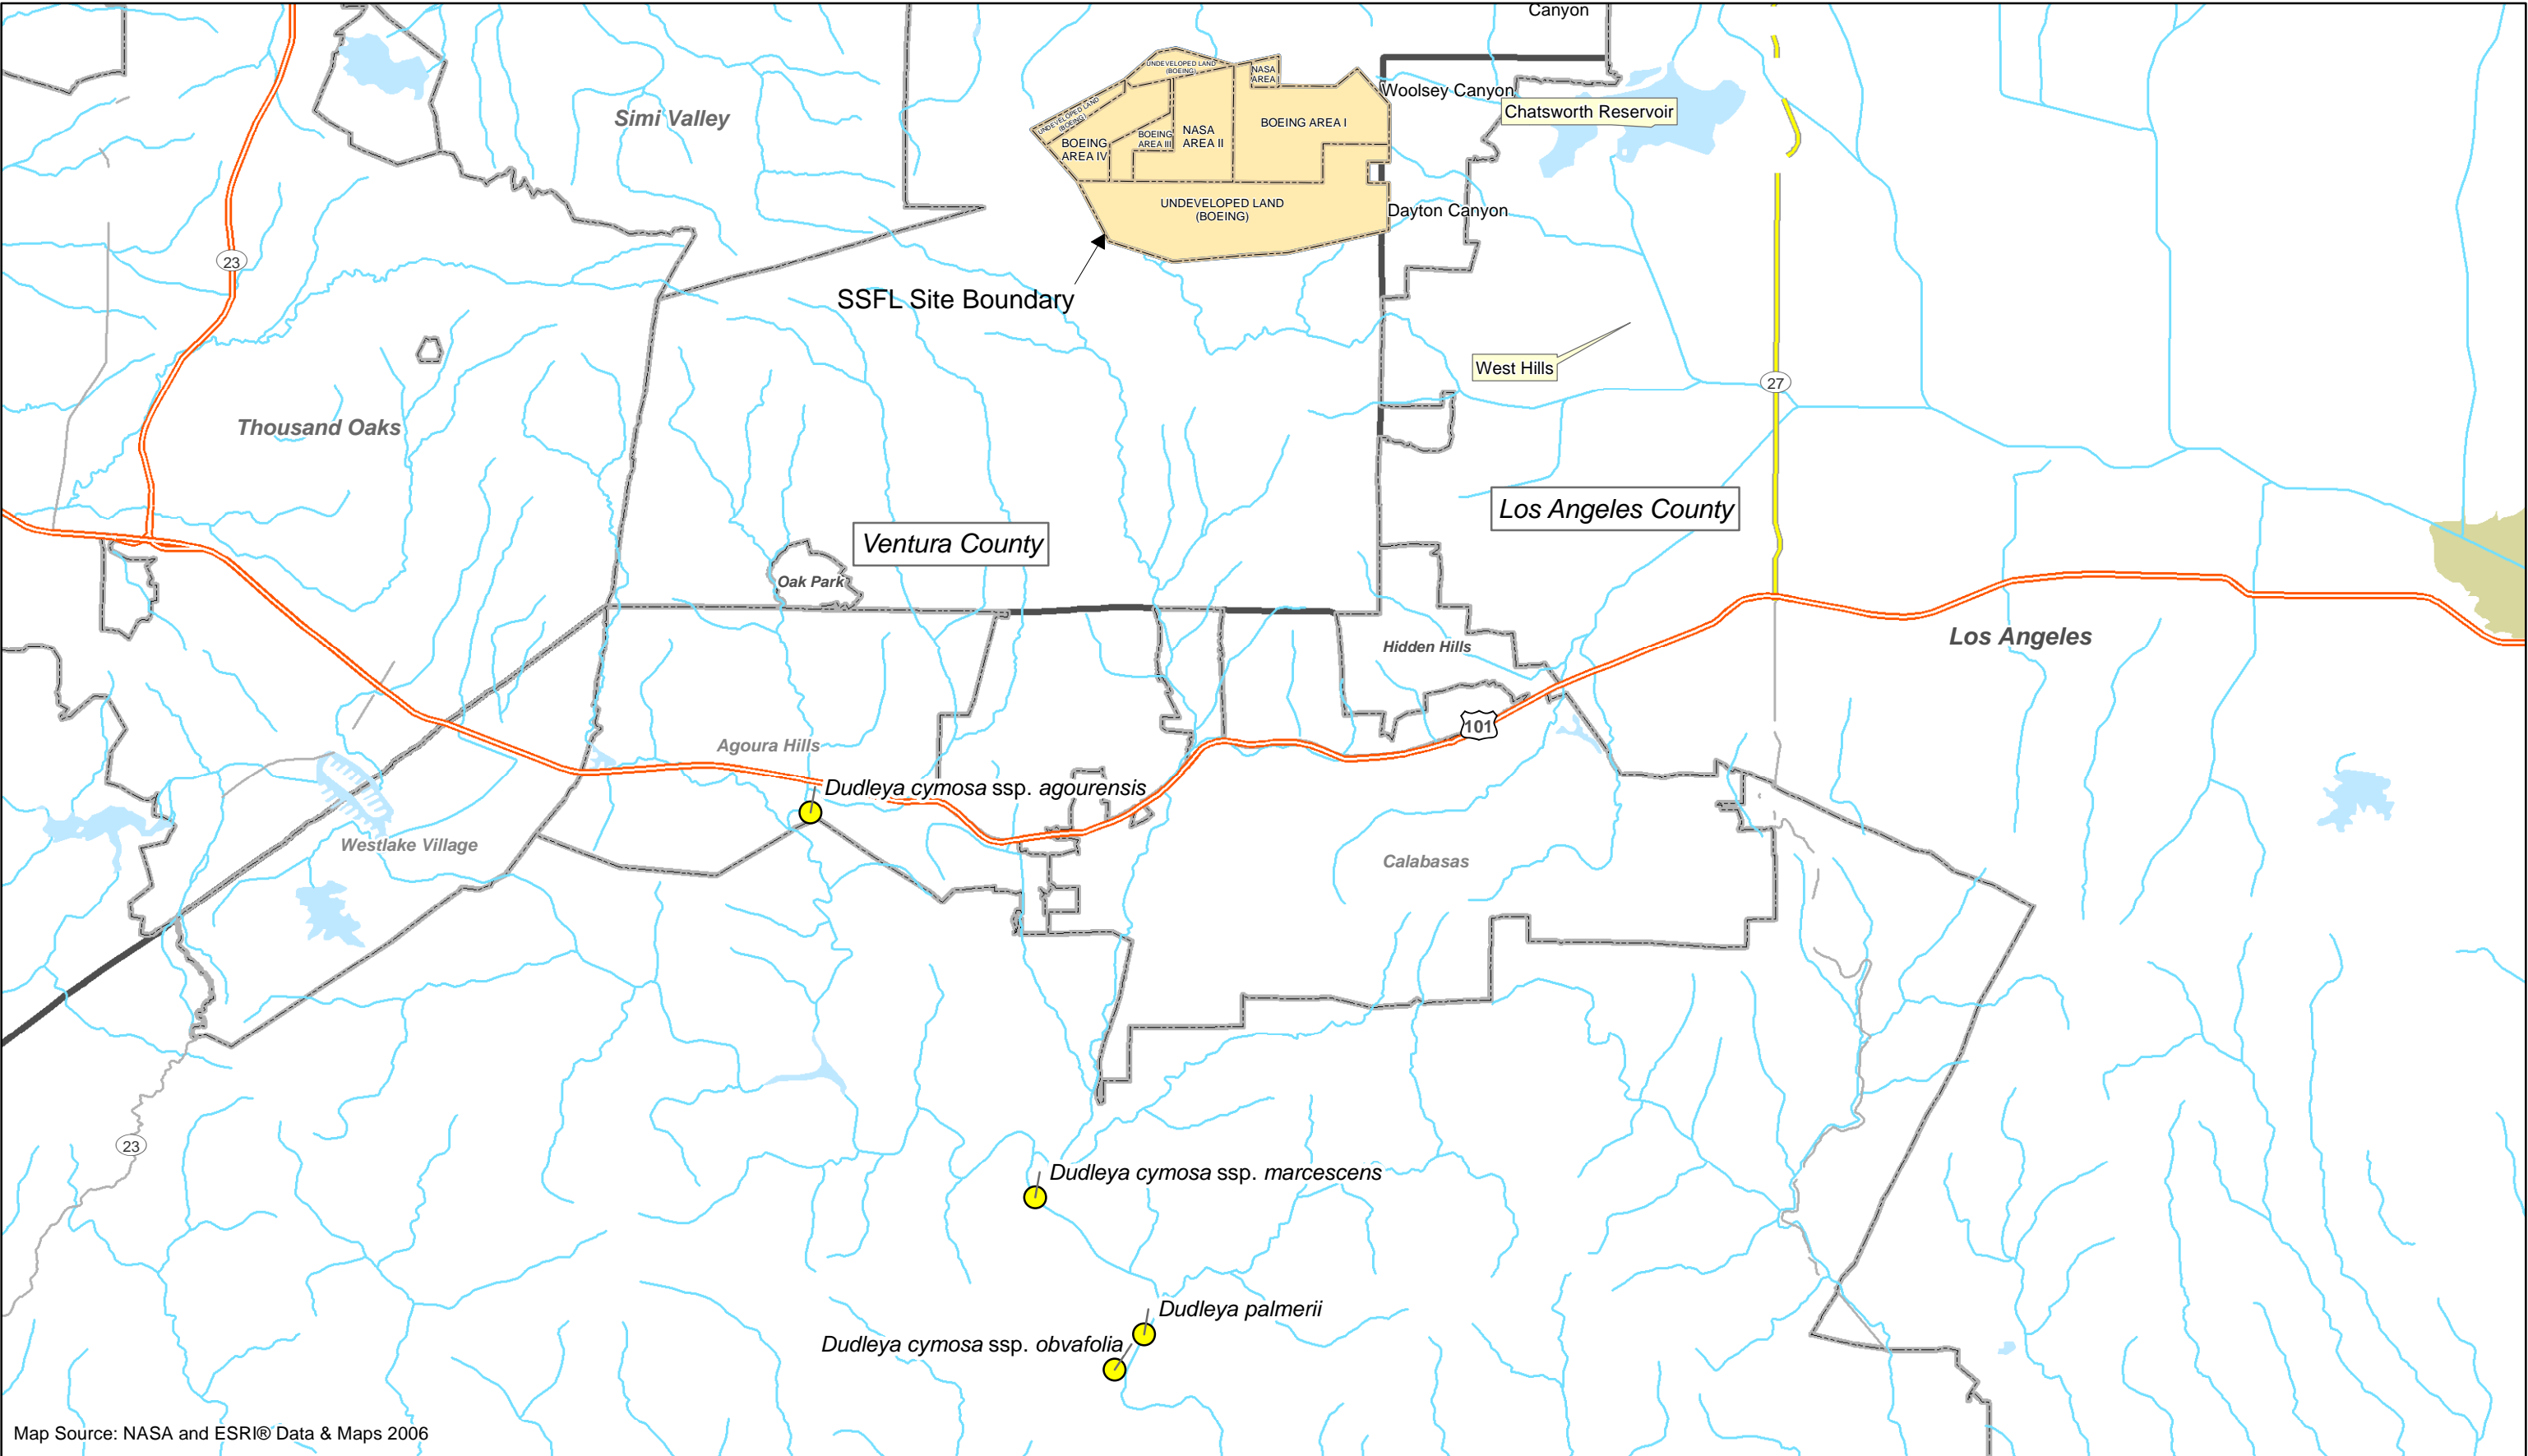 Canyon
UNDEVELOPED LAND
(BOEING)
NASA
AREA I
Woolsey Canyon
UNDEVELOPED LAND
(BOEING)
Chatsworth Reservoir
Simi Valley
BOEING AREA I
NASA
AREA II
BOEING
AREA III
BOEING
AREA IV
UNDEVELOPED LAND
(BOEING)
Dayton Canyon
23
SSFL Site Boundary
West Hills
27
Thousand Oaks
Los Angeles County
Ventura County
Oak Park
Los Angeles
Hidden Hills
101
Agoura Hills
Dudleya cymosa ssp. agourensis
Westlake Village
Calabasas
23
Dudleya cymosa ssp. marcescens
Dudleya palmerii
Dudleya cymosa ssp. obvafolia
Map Source: NASA and ESRI® Data & Maps 2006